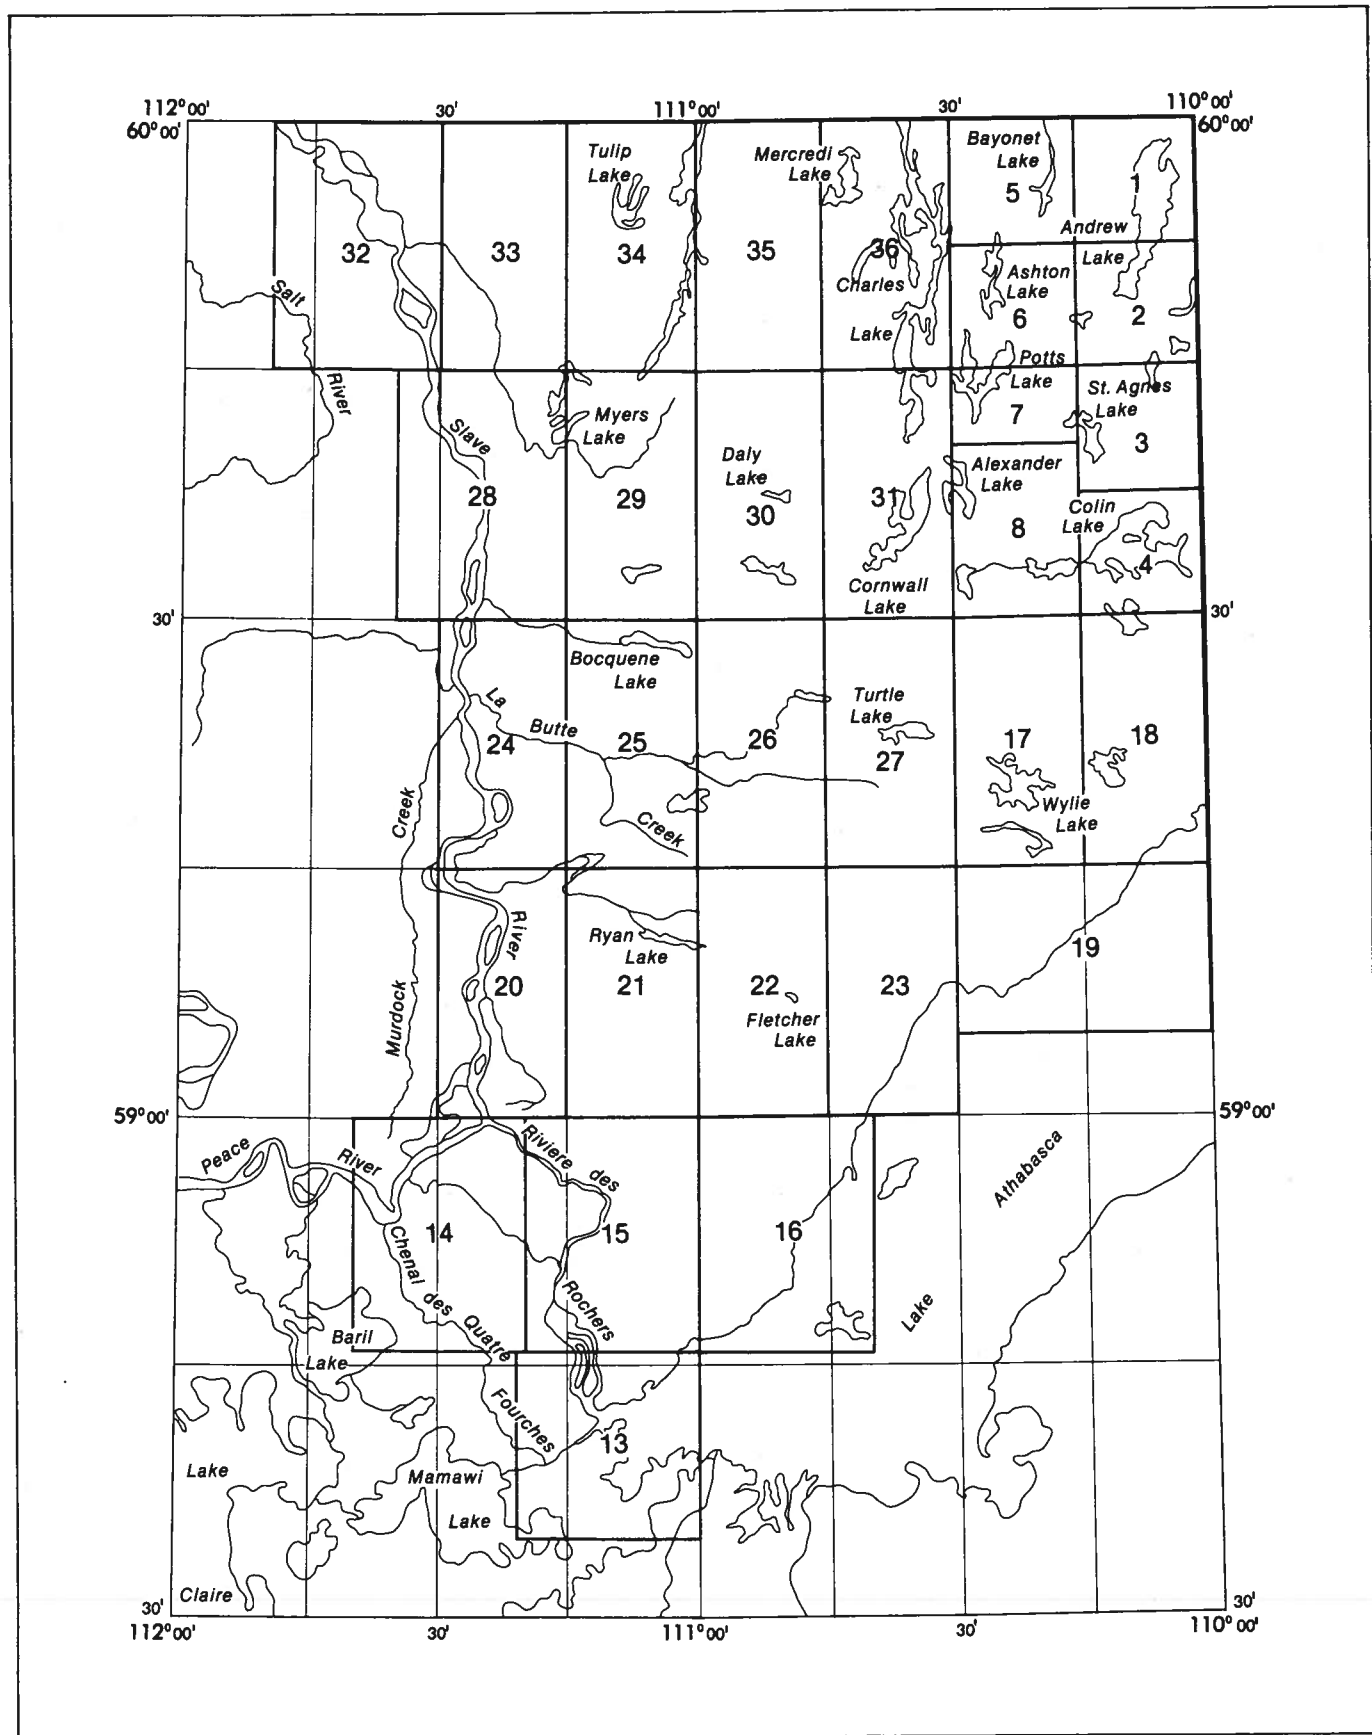 112°00'
30'
111°00'
30'
110°00'
60°00'
60°00'
Tulip
Lake
Mercredi
Lake
Bayonet
Lake
5
1
32
33
34
35
36
Andrew
Lake
Salt
Charles
Lake
Ashton
Lake
6
2
River
Potts
Lake
7
St. Agnes
Lake
3
Slave
Myers
Lake
Daly
Lake
28
29
30
31
Alexander
Lake
8
Colin
Lake
4
Cornwall
Lake
30'
30'
Bocquene
Lake
La
Butte
Creek
24
25
26
Turtle
Lake
27
17
18
Wylie
Lake
Creek
River
Ryan
Lake
Murdock
20
21
22
Fletcher
Lake
23
19
59°00'
59°00'
Peace
River
Riviere des
Rochers
Athabasca
Lake
14
15
16
Chenal des Quatre
Fourches
Baril
Lake
13
Lake
Mamawi
Lake
Claire
30'
30'
112°00'
30'
111°00'
30'
110°00'